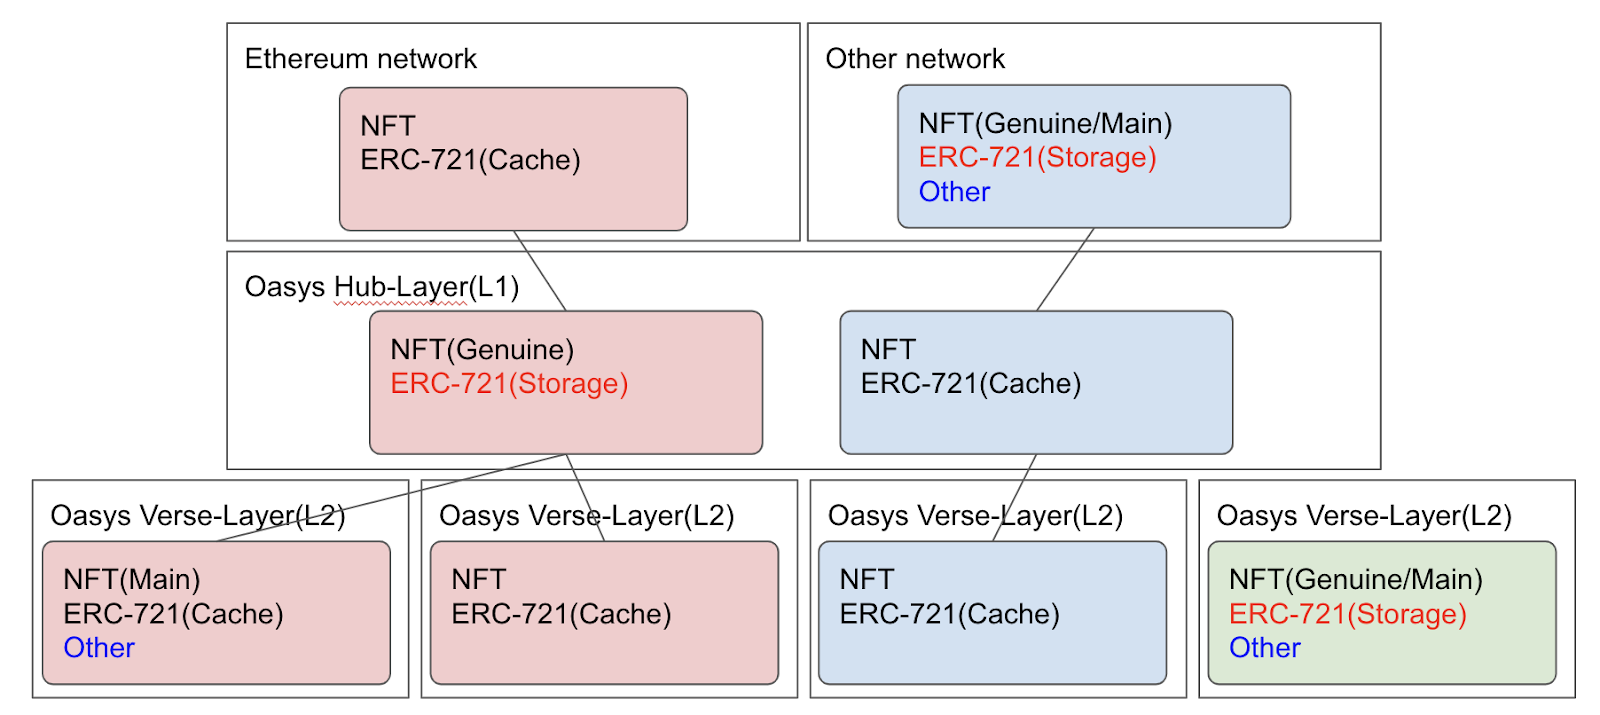 Ethereum network
NFT
ERC-721(Cache)
Other network
NFT(Genuine/Main)
ERC-721(Storage)
Other
Oasys Hub-Layer(L1)
NFT(Genuine)
ERC-721(Storage)
NFT
ERC-721(Cache)
Oasys Verse-Layer(L2)
NFT(Main)
ERC-721(Cache)
Other
Oasys Verse-Layer(L2)
NFT
ERC-721(Cache)
Oasys Verse-Layer(L2)
NFT
ERC-721(Cache)
Oasys Verse-Layer(L2)
NFT(Genuine/Main)
ERC-721(Storage)
Other